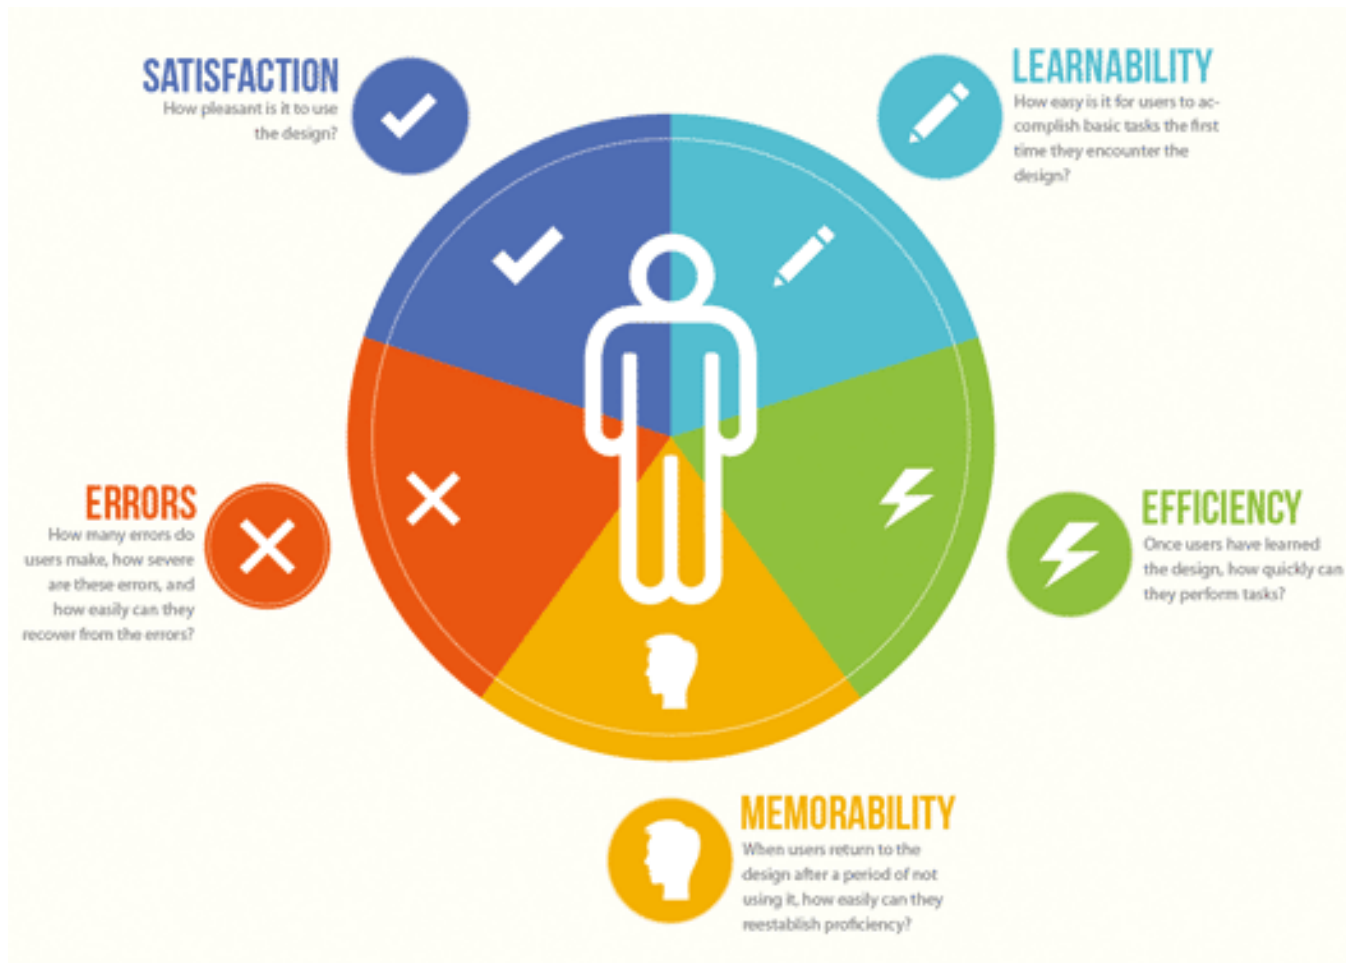 SATISFACTION
How pleasant is it to use
the design?
LEARNABILITY
How easy is it for users to ac-
complish basic tasks the first
time they encounter the
design?
ERRORS
How many errors do
users make, how severe
are these errors, and
how easily can they
recover from the errors?
EFFICIENCY
Once users have learned
the design, how quickly can
they perform tasks?
MEMORABILITY
When users return to the
design after a period of not
using it, how easily can they
reestablish proficiency?